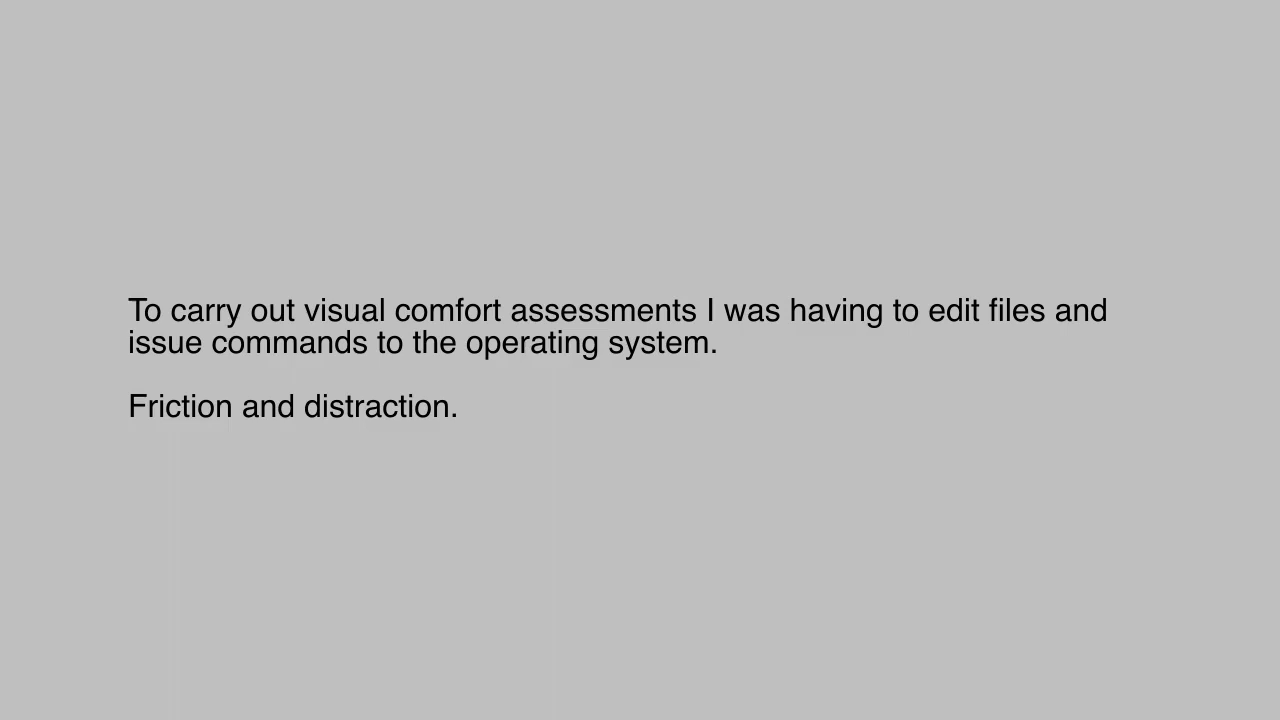 To carry out visual comfort assessments I was having to edit files and
issue commands to the operating system.
Friction and distraction.